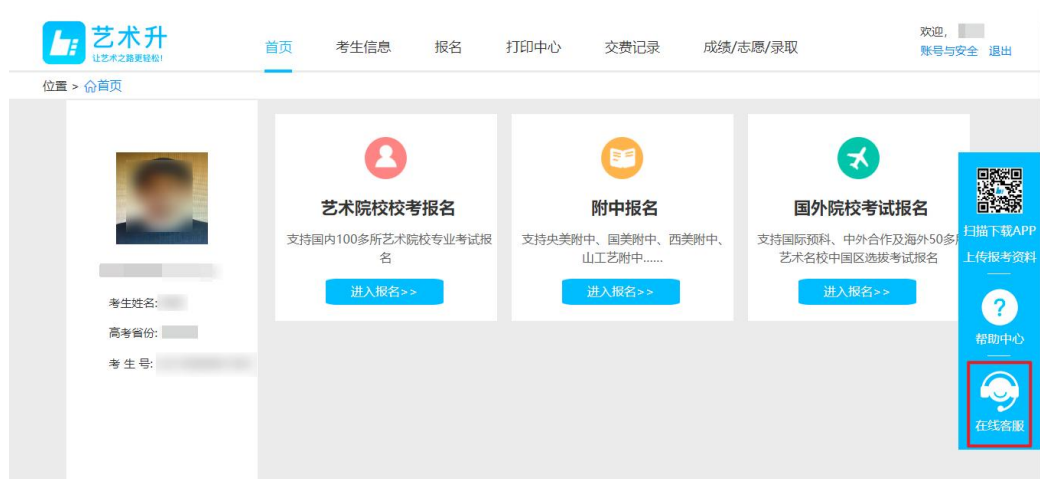 艺术升
让艺术之路更轻松!
首页 考生信息 报名 打印中心 交费记录 成绩/志愿/录取
欢迎,
账号与安全 退出
位置 > 首页
考生姓名:
高考省份:
考 生 号:
艺术院校校考报名
支持国内100多所艺术院校专业考试报
名
进入报名>>
附中报名
支持央美附中、国美附中、西美附中、
山工艺附中......
进入报名>>
国外院校考试报名
支持国际预科、中外合作及海外50多
艺术名校中国区选拔考试报名
进入报名>>
扫描下载APP
上传报考资料
?
帮助中心
在线客服